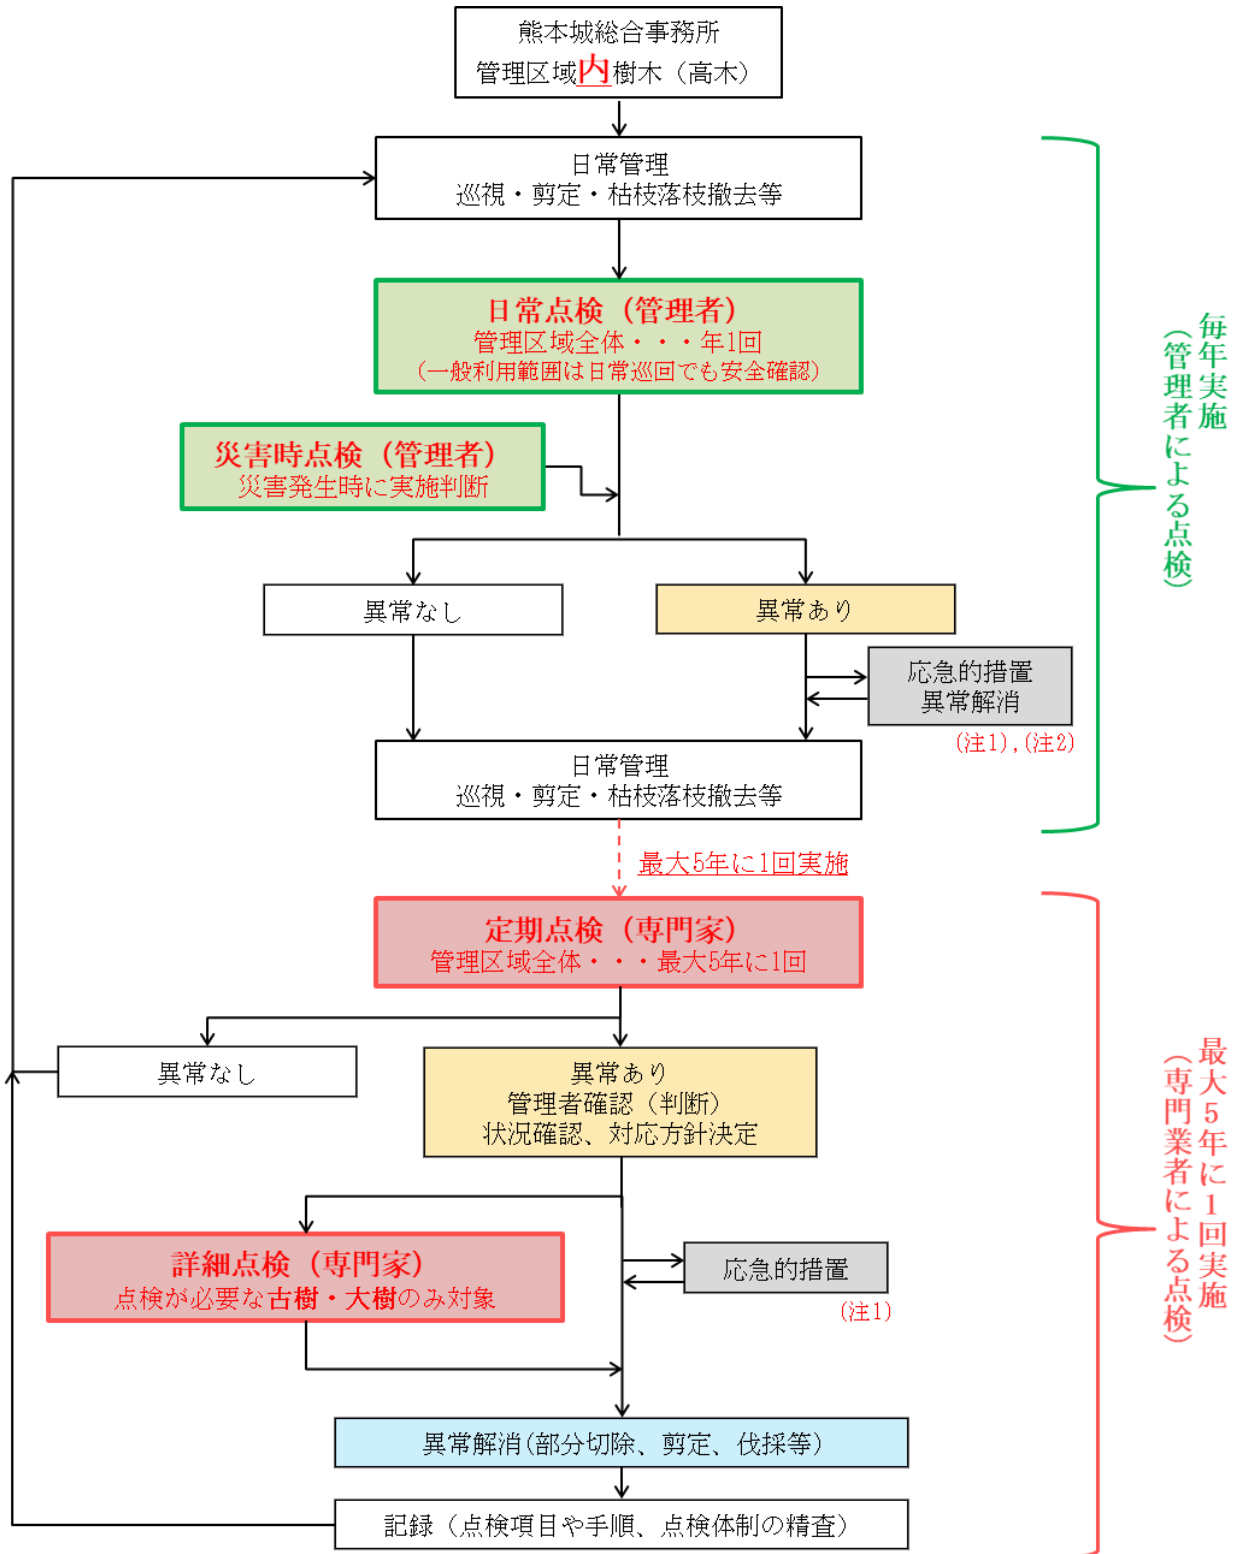 熊本城総合事務所
管理区域内樹木（高木）
日常管理
巡視・剪定・枯枝落枝撤去等
日常点検（管理者）
管理区域全体・・・年1回
（一般利用範囲は日常巡回でも安全確認）
災害時点検（管理者）
災害発生時に実施判断
異常なし
異常あり
応急的措置
異常解消
(注1),(注2)
日常管理
巡視・剪定・枯枝落枝撤去等
毎年実施
（管理者による点検）
最大5年に1回実施
定期点検（専門家）
管理区域全体・・・最大5年に1回
異常なし
異常あり
管理者確認（判断）
状況確認、対応方針決定
詳細点検（専門家）
点検が必要な古樹・大樹のみ対象
応急的措置
(注1)
異常解消(部分切除、剪定、伐採等)
記録（点検項目や手順、点検体制の精査）
最大5年に1回実施
（専門業者による点検）